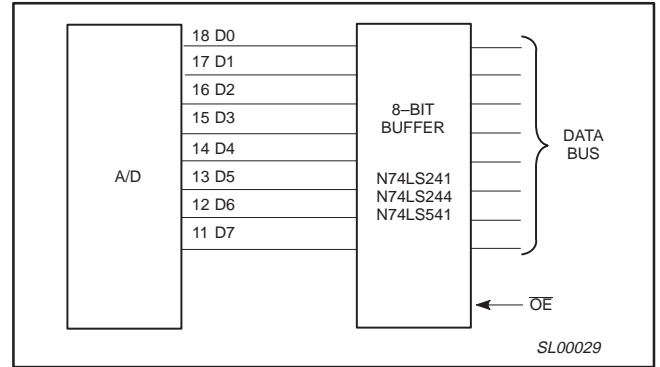 18 D0
17 D1
16 D2
15 D3
14 D4
13 D5
12 D6
11 D7
A/D
8–BIT
BUFFER
N74LS241
N74LS244
N74LS541
DATA
BUS
OE
SL00029